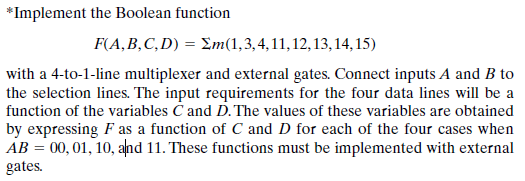 *Implement the Boolean function
F(A, B, C, D) = Σm(1, 3, 4, 11, 12, 13, 14, 15)
with a 4-to-1-line multiplexer and external gates. Connect inputs A and B to
the selection lines. The input requirements for the four data lines will be a
function of the variables C and D. The values of these variables are obtained
by expressing F as a function of C and D for each of the four cases when
AB = 00, 01, 10, and 11. These functions must be implemented with external
gates.